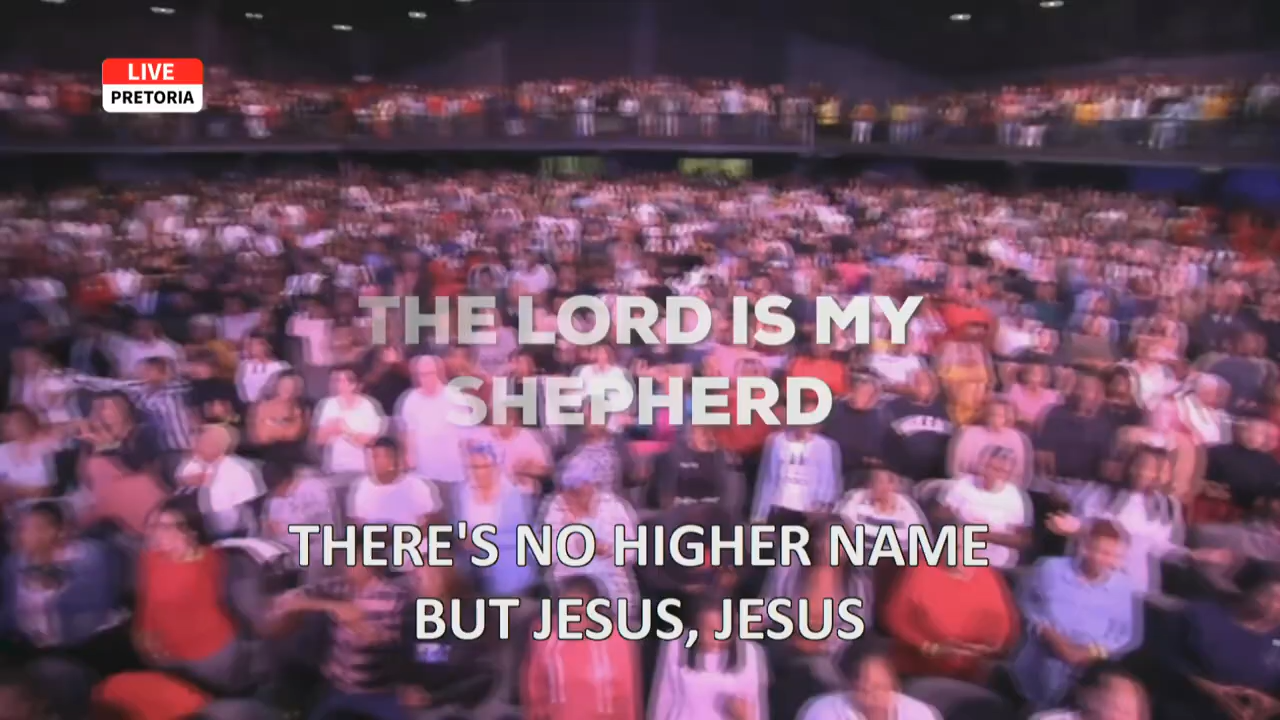 LIVE
PRETORIA
THE LORD IS MY
SHEPHERD
THERE'S NO HIGHER NAME
BUT JESUS, JESUS